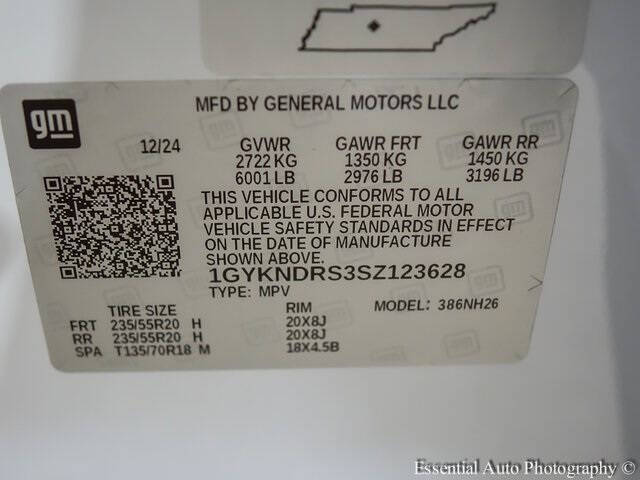 gm
MFD BY GENERAL MOTORS LLC
12/24 GVWR GAWR FRT GAWR RR
2722 KG 1350 KG 1450 KG
6001 LB 2976 LB 3196 LB
THIS VEHICLE CONFORMS TO ALL
APPLICABLE U.S. FEDERAL MOTOR
VEHICLE SAFETY STANDARDS IN EFFECT
ON THE DATE OF MANUFACTURE
SHOWN ABOVE.
1GYKNDRS3SZ123628
TYPE: MPV MODEL: 386NH26
TIRE SIZE RIM
FRT 235/55R20 H 20X8J
RR 235/55R20 H 20X8J
SPA T135/70R18 M 18X4.5B
Essential Auto Photography ©